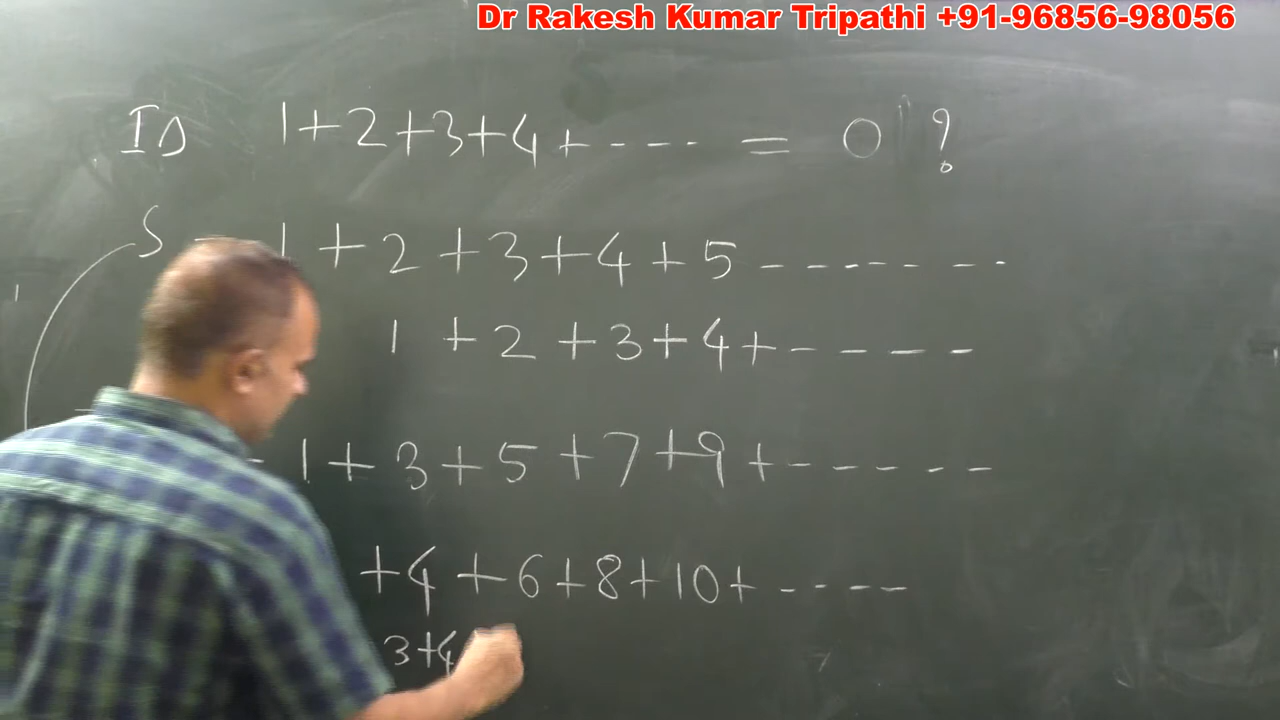 Dr Rakesh Kumar Tripathi +91-96856-98056
Is 1+2+3+4+---- = 0 ?
S = 1+2+3+4+5-------
1+2+3+4+-----
1+3+5+7+9+-----
+4+6+8+10+----
3+4